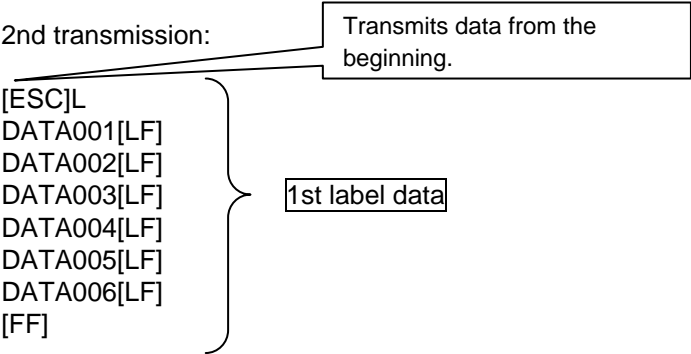 2nd transmission:
Transmits data from the
beginning.
[ESC]L
DATA001[LF]
DATA002[LF]
DATA003[LF]
DATA004[LF]
DATA005[LF]
DATA006[LF]
[FF]
1st label data